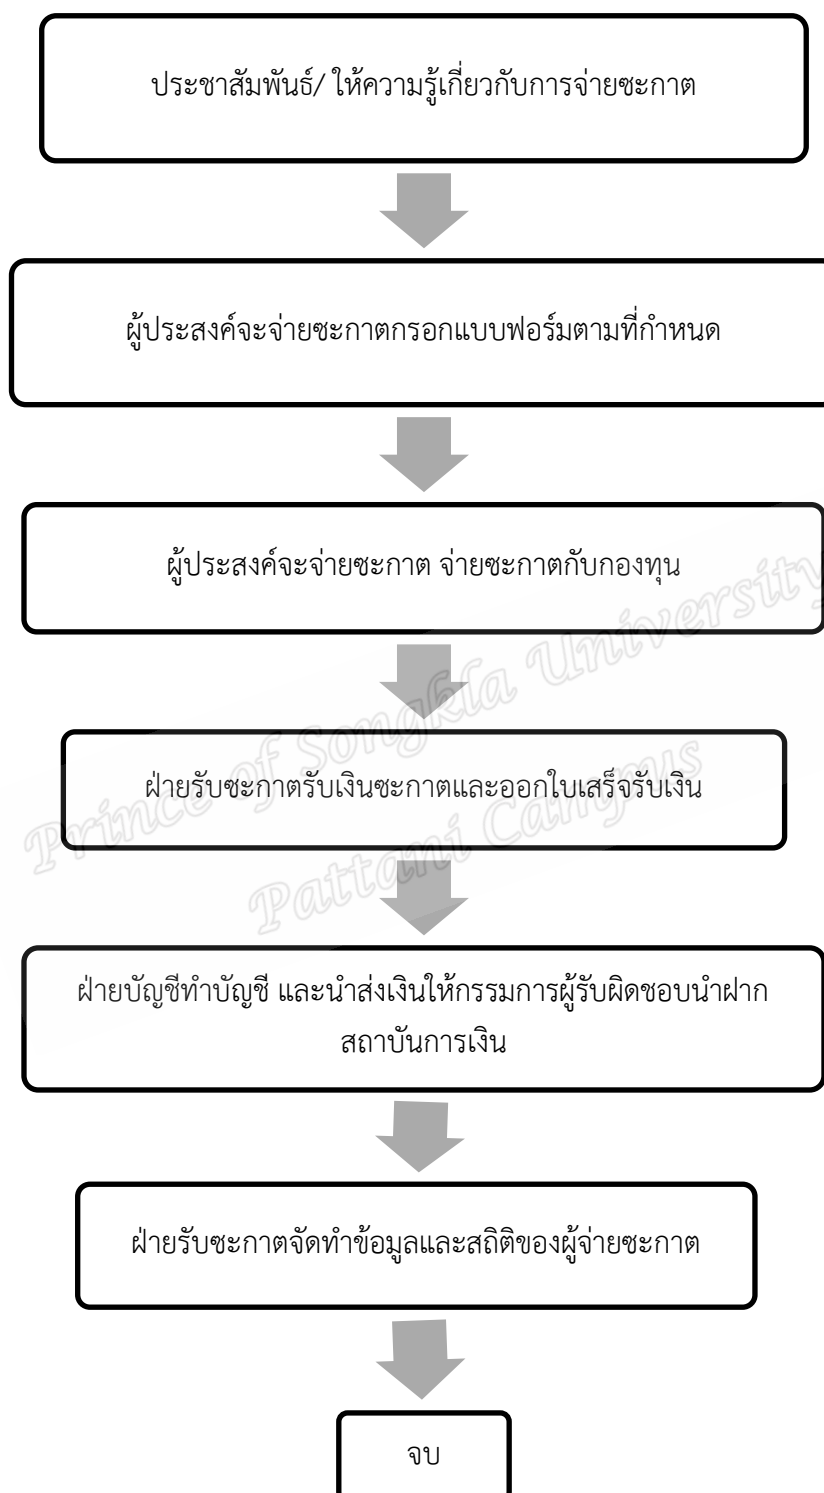 ประชาสัมพันธ์/ ให้ความรู้เกี่ยวกับการจ่ายซะกาต
ผู้ประสงค์จะจ่ายซะกาตกรอกแบบฟอร์มตามที่กำหนด
ผู้ประสงค์จะจ่ายซะกาต จ่ายซะกาตกับกองทุน
ฝ่ายรับซะกาตรับเงินซะกาตและออกใบเสร็จรับเงิน
ฝ่ายบัญชีทำบัญชี และนำส่งเงินให้กรรมการผู้รับผิดชอบนำฝาก
สถาบันการเงิน
ฝ่ายรับซะกาตจัดทำข้อมูลและสถิติของผู้จ่ายซะกาต
จบ
Prince of Songkla University
Pattani Campus